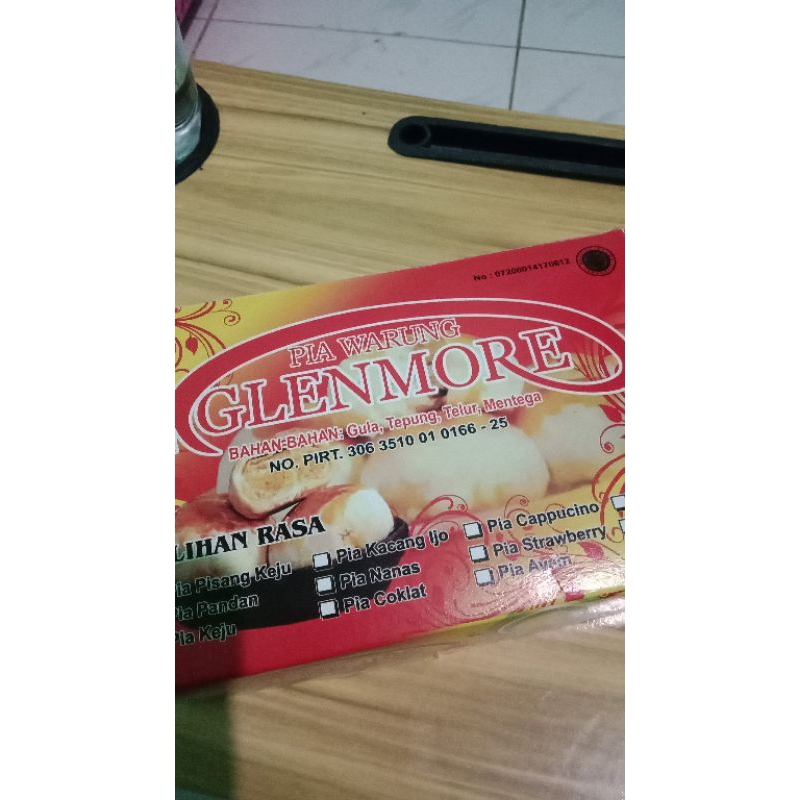 No : 07200014170612
PIA WARUNG
GLENMORE
BAHAN-BAHAN: Gula, Tepung, Telur, Mentega
NO. PIRT. 306 3510 01 0166 - 25
LIHAN RASA
Pia Pisang Keju
Pia Pandan
Pia Keju
Pia Kacang Ijo
Pia Nanas
Pia Coklat
Pia Cappucino
Pia Strawberry
Pia Ayam